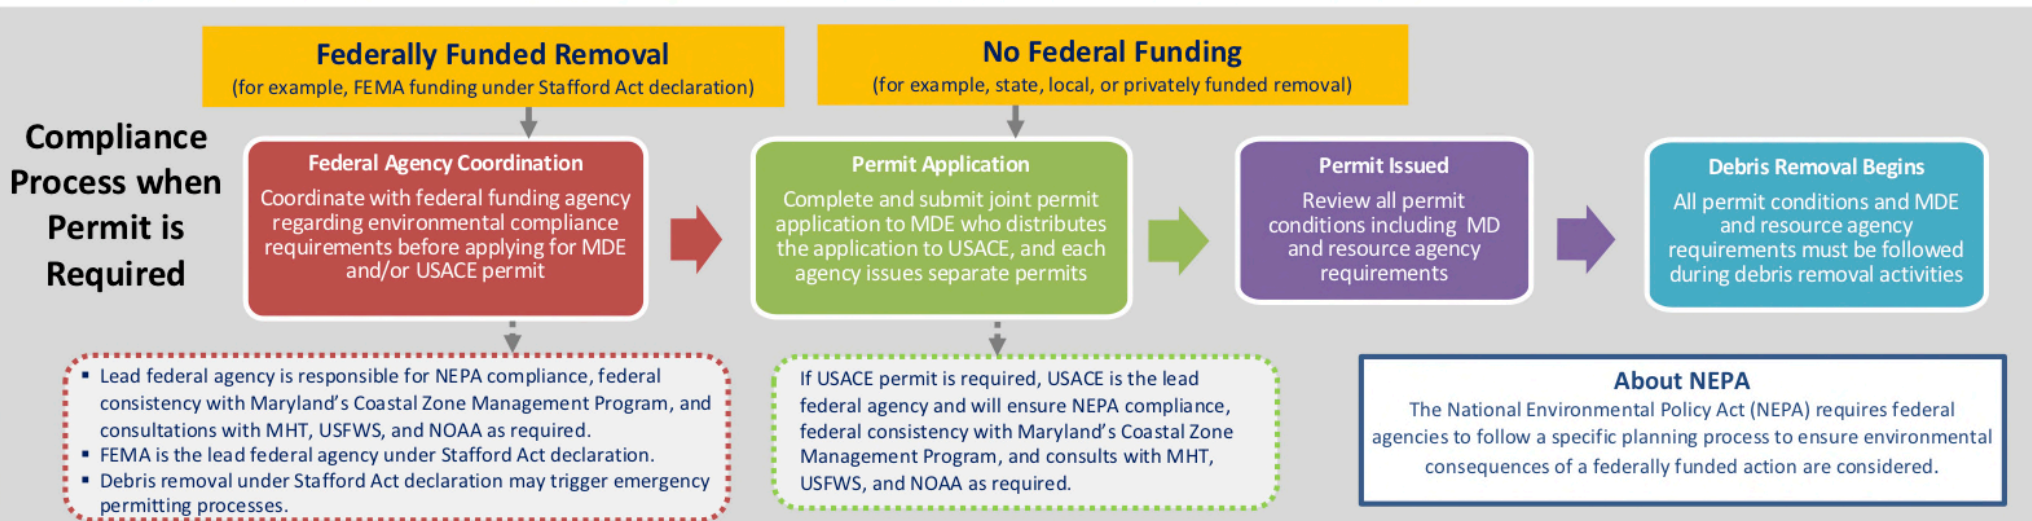 Compliance
Process when
Permit is
Required
Federally Funded Removal
(for example, FEMA funding under Stafford Act declaration)
No Federal Funding
(for example, state, local, or privately funded removal)
Federal Agency Coordination
Coordinate with federal funding agency
regarding environmental compliance
requirements before applying for MDE
and/or USACE permit
Permit Application
Complete and submit joint permit
application to MDE who distributes
the application to USACE, and each
agency issues separate permits
Permit Issued
Review all permit
conditions including MD
and resource agency
requirements
Debris Removal Begins
All permit conditions and MDE
and resource agency
requirements must be followed
during debris removal activities
▪ Lead federal agency is responsible for NEPA compliance, federal
consistency with Maryland's Coastal Zone Management Program, and
consultations with MHT, USFWS, and NOAA as required.
▪ FEMA is the lead federal agency under Stafford Act declaration.
▪ Debris removal under Stafford Act declaration may trigger emergency
permitting processes.
If USACE permit is required, USACE is the lead
federal agency and will ensure NEPA compliance,
federal consistency with Maryland's Coastal Zone
Management Program, and consults with MHT,
USFWS, and NOAA as required.
About NEPA
The National Environmental Policy Act (NEPA) requires federal
agencies to follow a specific planning process to ensure environmental
consequences of a federally funded action are considered.